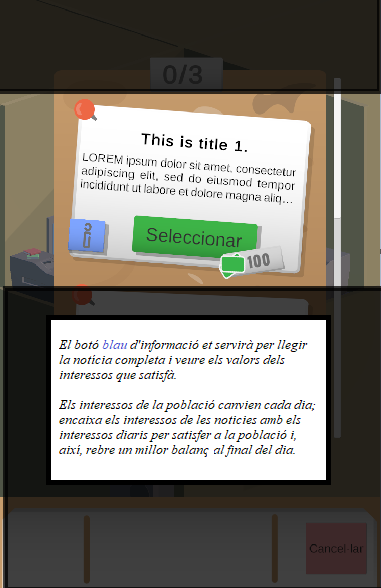 0/3
This is title 1.
LOREM ipsum dolor sit amet, consectetur
adipiscing elit, sed do eiusmod tempor
incididunt ut labore et dolore magna aliq...
i
Seleccionar
100
El botó blau d'informació et servirà per llegir
la notícia completa i veure els valors dels
interessos que satisfà.
Els interessos de la població canvien cada dia;
encaixa els interessos de les noticies amb els
interessos diaris per satisfer a la població i,
així, rebre un millor balanç al final del dia.
Cancel·lar